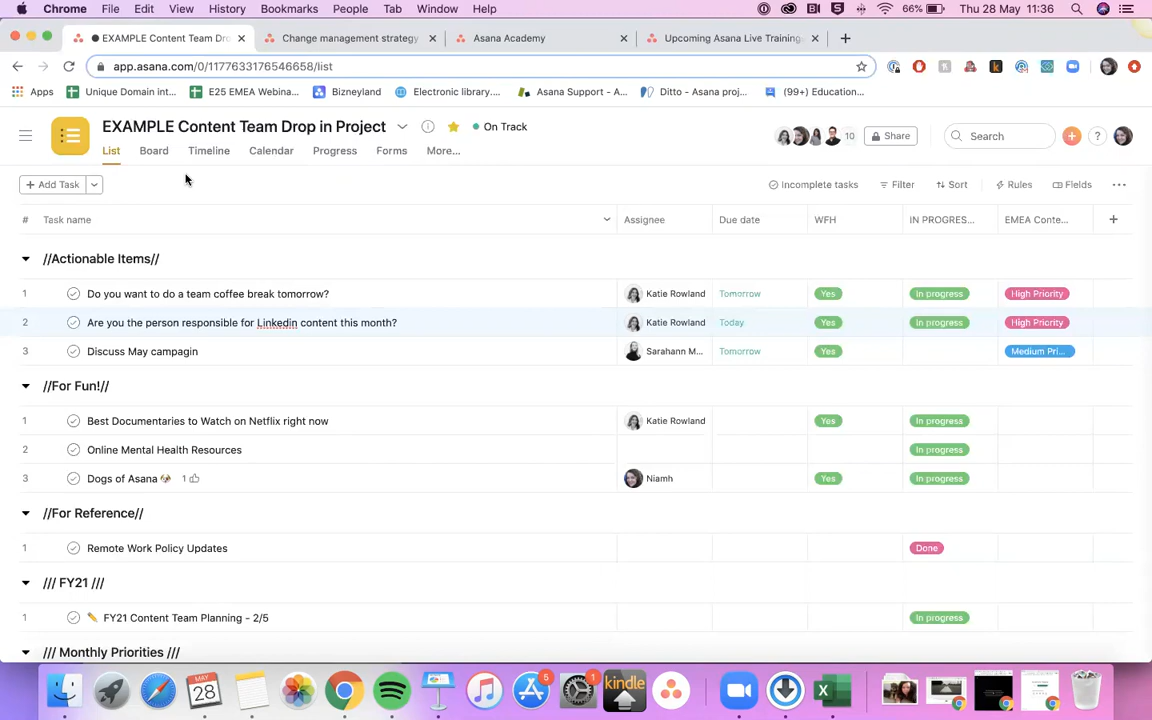 Chrome File Edit View History Bookmarks People Tab Window Help 66% Thu 28 May 11:36
EXAMPLE Content Team Dro Change management strategy Asana Academy Upcoming Asana Live Training
app.asana.com/0/1177633176546658/list
Apps Unique Domain int... E25 EMEA Webina... Bizneyland Electronic library.... Asana Support - A... Ditto - Asana proj... (99+) Education...
EXAMPLE Content Team Drop in Project On Track 10 Share Search ?
List Board Timeline Calendar Progress Forms More...
+ Add Task Incomplete tasks Filter Sort Rules Fields
# Task name Assignee Due date WFH IN PROGRES... EMEA Conte... +
//Actionable Items//
1 Do you want to do a team coffee break tomorrow? Katie Rowland Tomorrow Yes In progress High Priority
2 Are you the person responsible for Linkedin content this month? Katie Rowland Today Yes In progress High Priority
3 Discuss May campagin Sarahann M... Tomorrow Yes Medium Pri...
//For Fun!//
1 Best Documentaries to Watch on Netflix right now Katie Rowland Yes In progress
2 Online Mental Health Resources In progress
3 Dogs of Asana 🐶 1 Niamh Yes In progress
//For Reference//
1 Remote Work Policy Updates Done
/// FY21 ///
1 ✏️ FY21 Content Team Planning - 2/5 In progress
/// Monthly Priorities ///
MAY 28 5 1 kindle